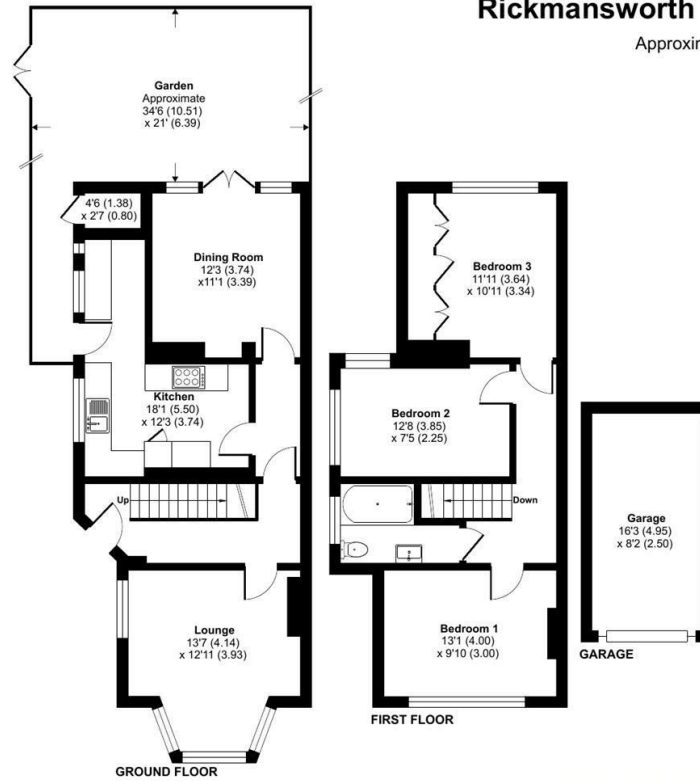 Rickmansworth
Approxin
Garden
Approximate
34'6 (10.51)
x 21' (6.39)
4'6 (1.38)
x 2'7 (0.80)
Dining Room
12'3 (3.74)
x11'1 (3.39)
Bedroom 3
11'11 (3.64)
x 10'11 (3.34)
Kitchen
18'1 (5.50)
x 12'3 (3.74)
Bedroom 2
12'8 (3.85)
x 7'5 (2.25)
Up
Down
Garage
16'3 (4.95)
x 8'2 (2.50)
Lounge
13'7 (4.14)
x 12'11 (3.93)
Bedroom 1
13'1 (4.00)
x 9'10 (3.00)
GARAGE
FIRST FLOOR
GROUND FLOOR